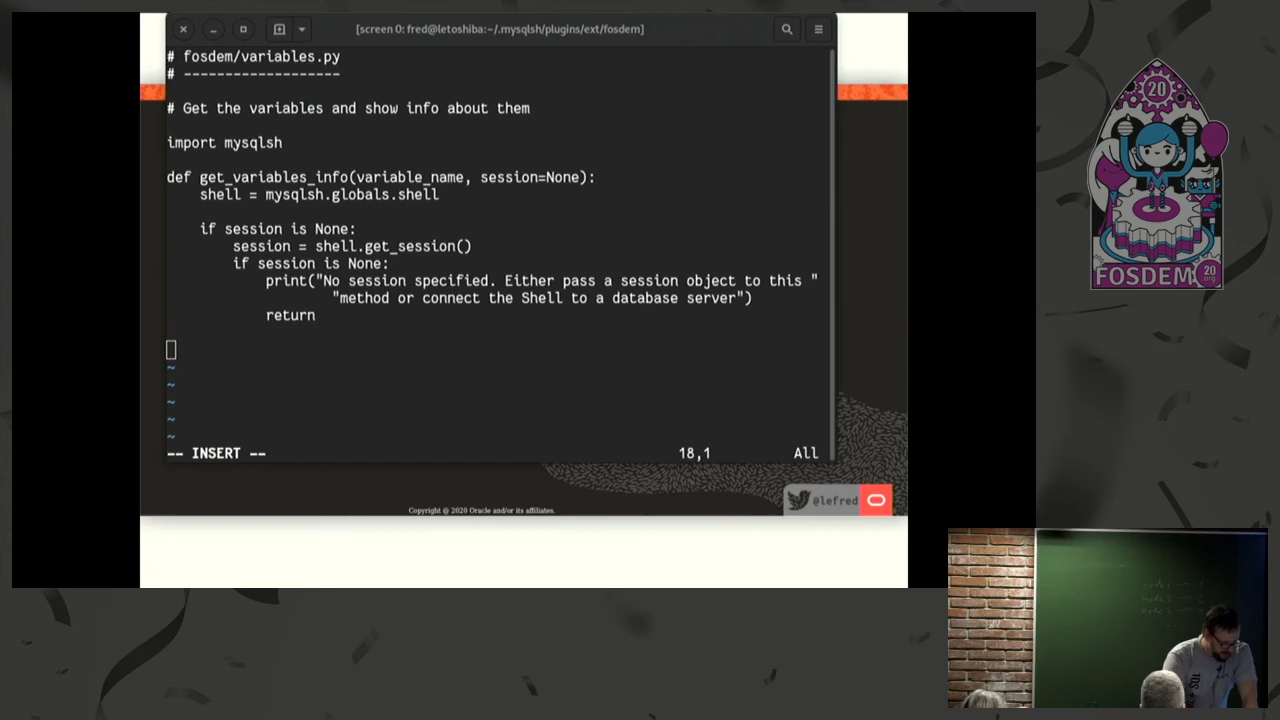 [screen 0: fred@letoshiba:~/.mysqlsh/plugins/ext/fosdem]
# fosdem/variables.py
# -------------------
# Get the variables and show info about them
import mysqlsh
def get_variables_info(variable_name, session=None):
    shell = mysqlsh.globals.shell
    if session is None:
        session = shell.get_session()
        if session is None:
            print("No session specified. Either pass a session object to this "
                    "method or connect the Shell to a database server")
            return
~
~
~
~
~
-- INSERT --                                                  18,1          All
@lefred
Copyright @ 2020 Oracle and/or its affiliates.
20
FOSDEM
20
.org